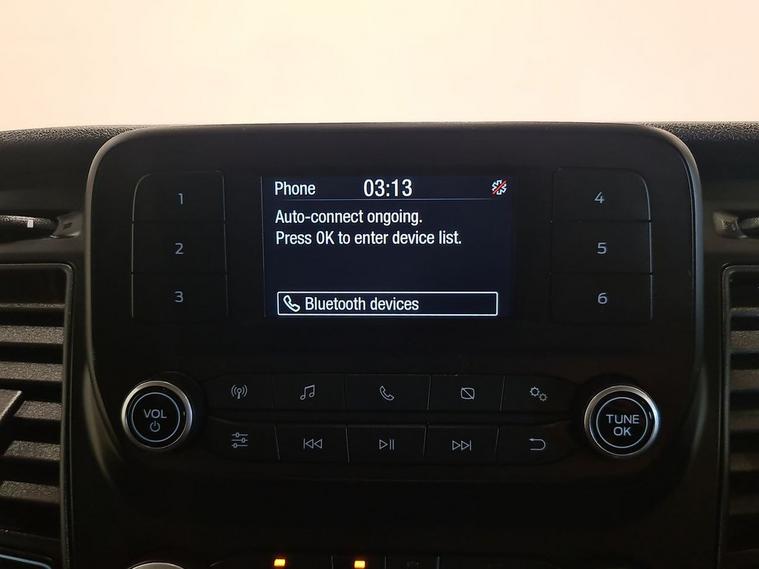 Phone 03:13
Auto-connect ongoing.
Press OK to enter device list.
Bluetooth devices
1
2
3
4
5
6
VOL
TUNE
OK